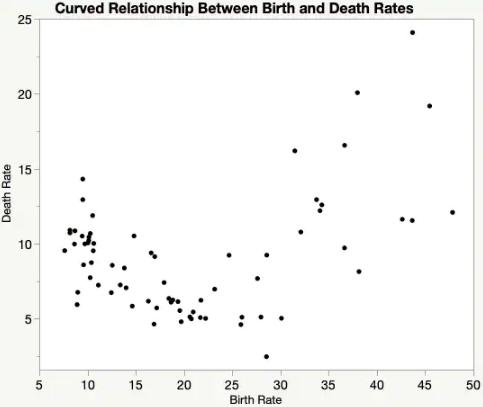 Curved Relationship Between Birth and Death Rates
25
20
15
10
5
Death Rate
5 10 15 20 25 30 35 40 45 50
Birth Rate